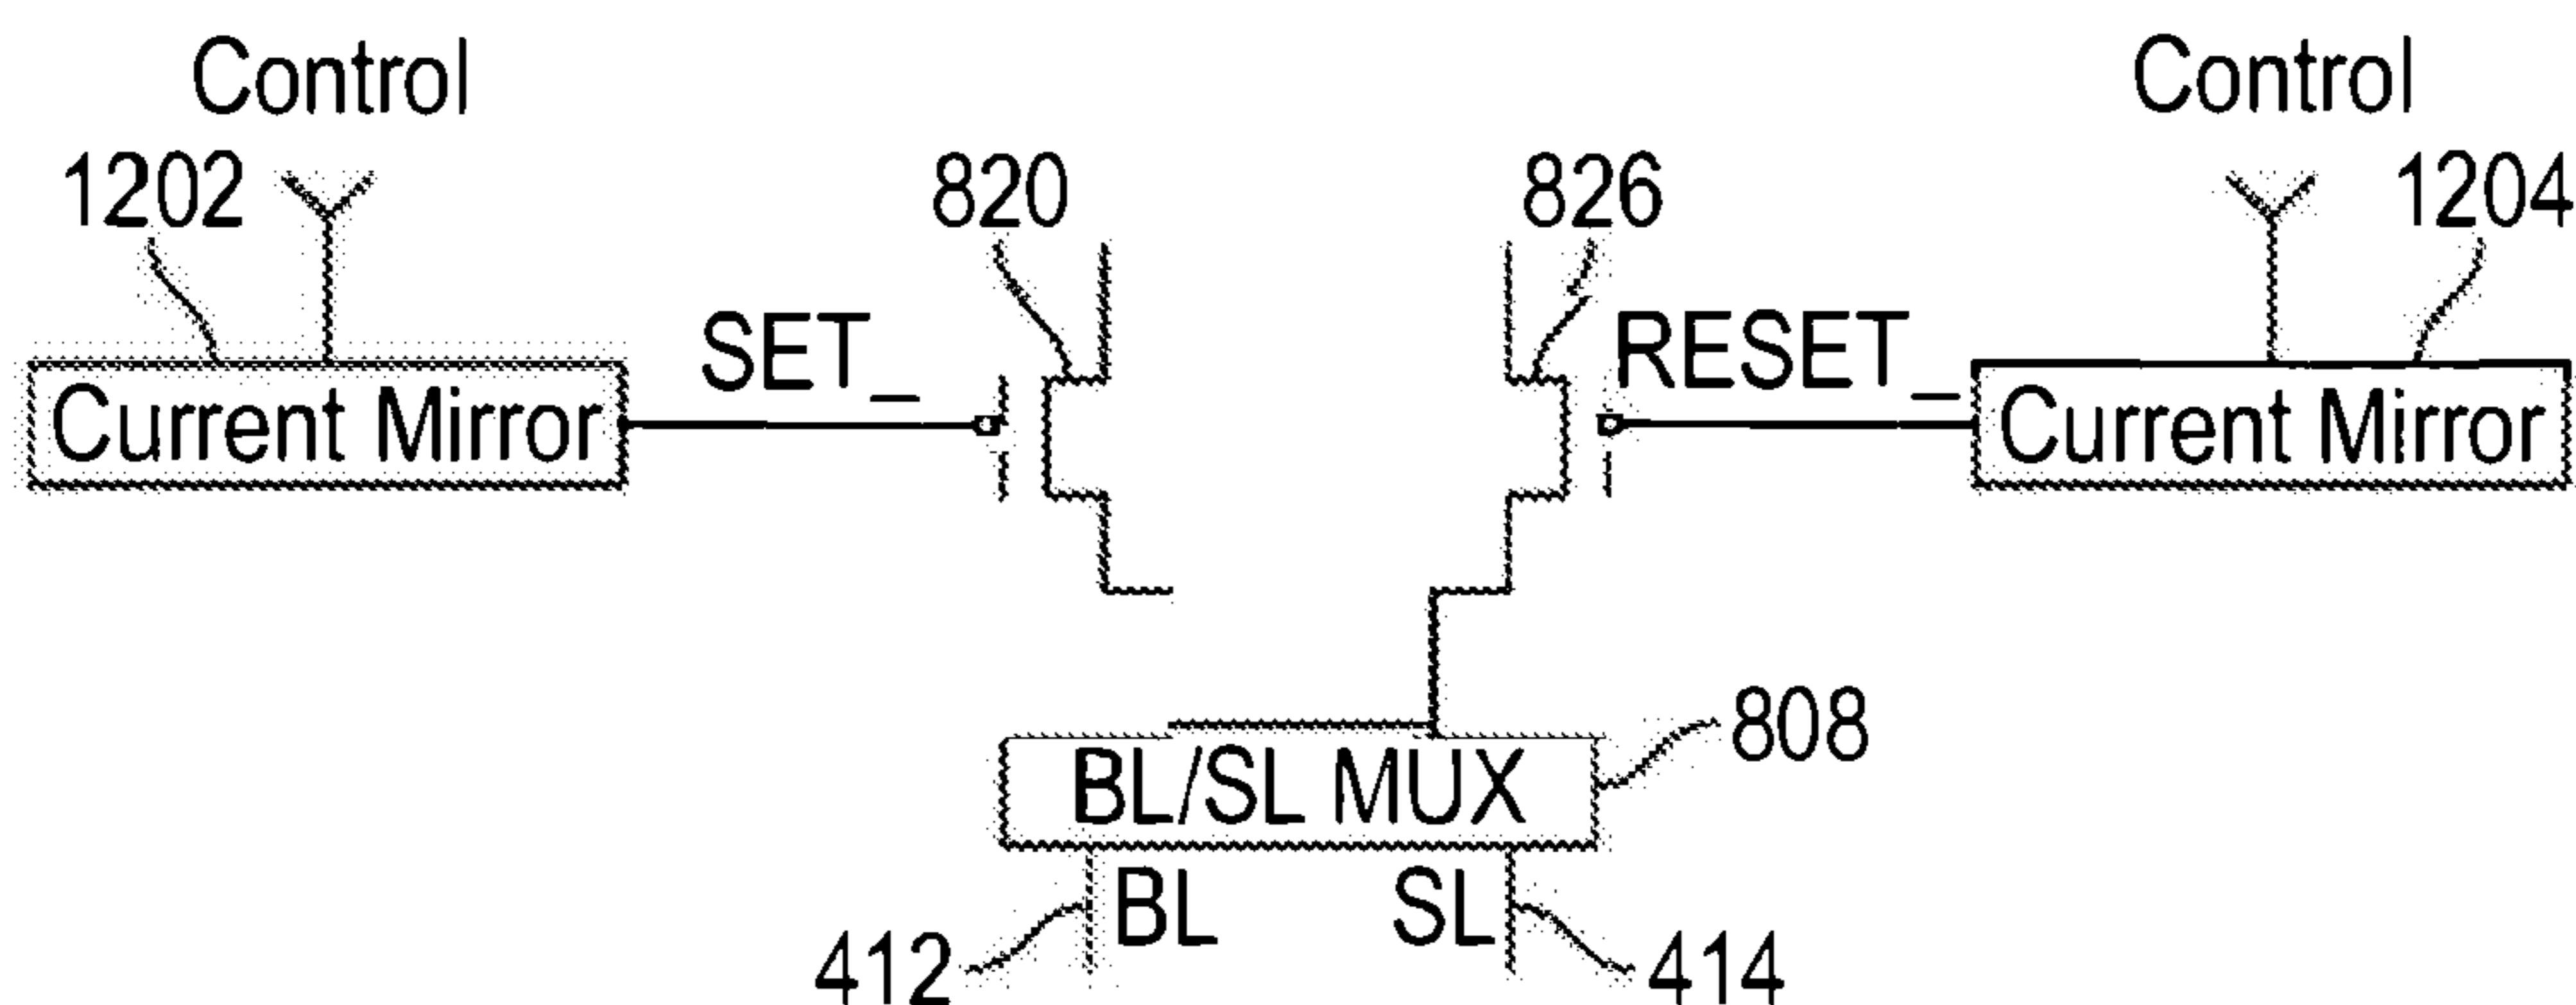 Control
Control
1202
820
826
1204
SET_
RESET_
Current Mirror
Current Mirror
808
BL/SL MUX
BL
SL
412
414